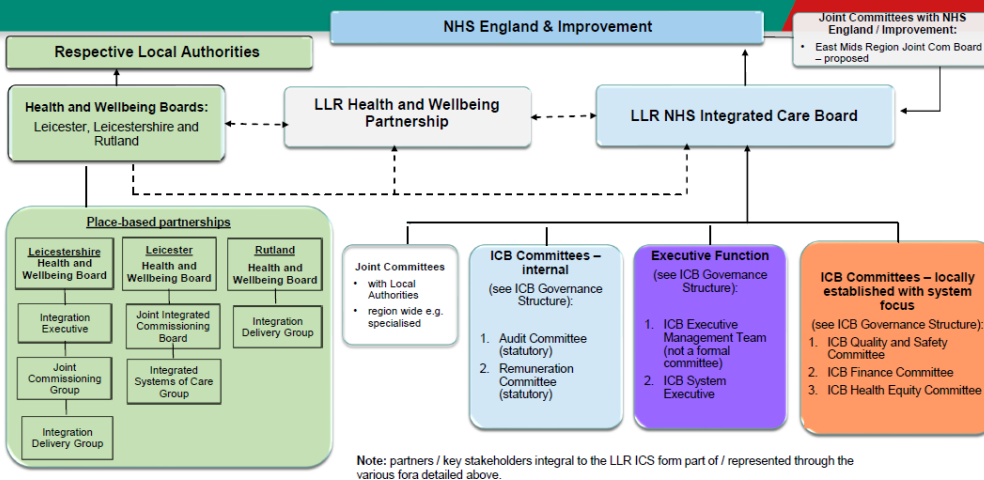 NHS England & Improvement
Joint Committees with NHS
England / Improvement:
• East Mids Region Joint Com Board
– proposed
Respective Local Authorities
Health and Wellbeing Boards:
Leicester, Leicestershire and
Rutland
LLR Health and Wellbeing
Partnership
LLR NHS Integrated Care Board
Place-based partnerships
Leicestershire
Health and
Wellbeing Board
Integration
Executive
Joint
Commissioning
Group
Integration
Delivery Group
Leicester
Health and
Wellbeing Board
Joint Integrated
Commissioning
Board
Integrated
Systems of Care
Group
Rutland
Health and
Wellbeing Board
Integration
Delivery Group
Joint Committees
• with Local
Authorities
• region wide e.g.
specialised
ICB Committees –
internal
(see ICB Governance
Structure):
1. Audit Committee
(statutory)
2. Remuneration
Committee
(statutory)
Executive Function
(see ICB Governance
Structure):
1. ICB Executive
Management Team
(not a formal
committee)
2. ICB System
Executive
ICB Committees – locally
established with system
focus
(see ICB Governance Structure):
1. ICB Quality and Safety
Committee
2. ICB Finance Committee
3. ICB Health Equity Committee
Note: partners / key stakeholders integral to the LLR ICS form part of / represented through the
various fora detailed above.